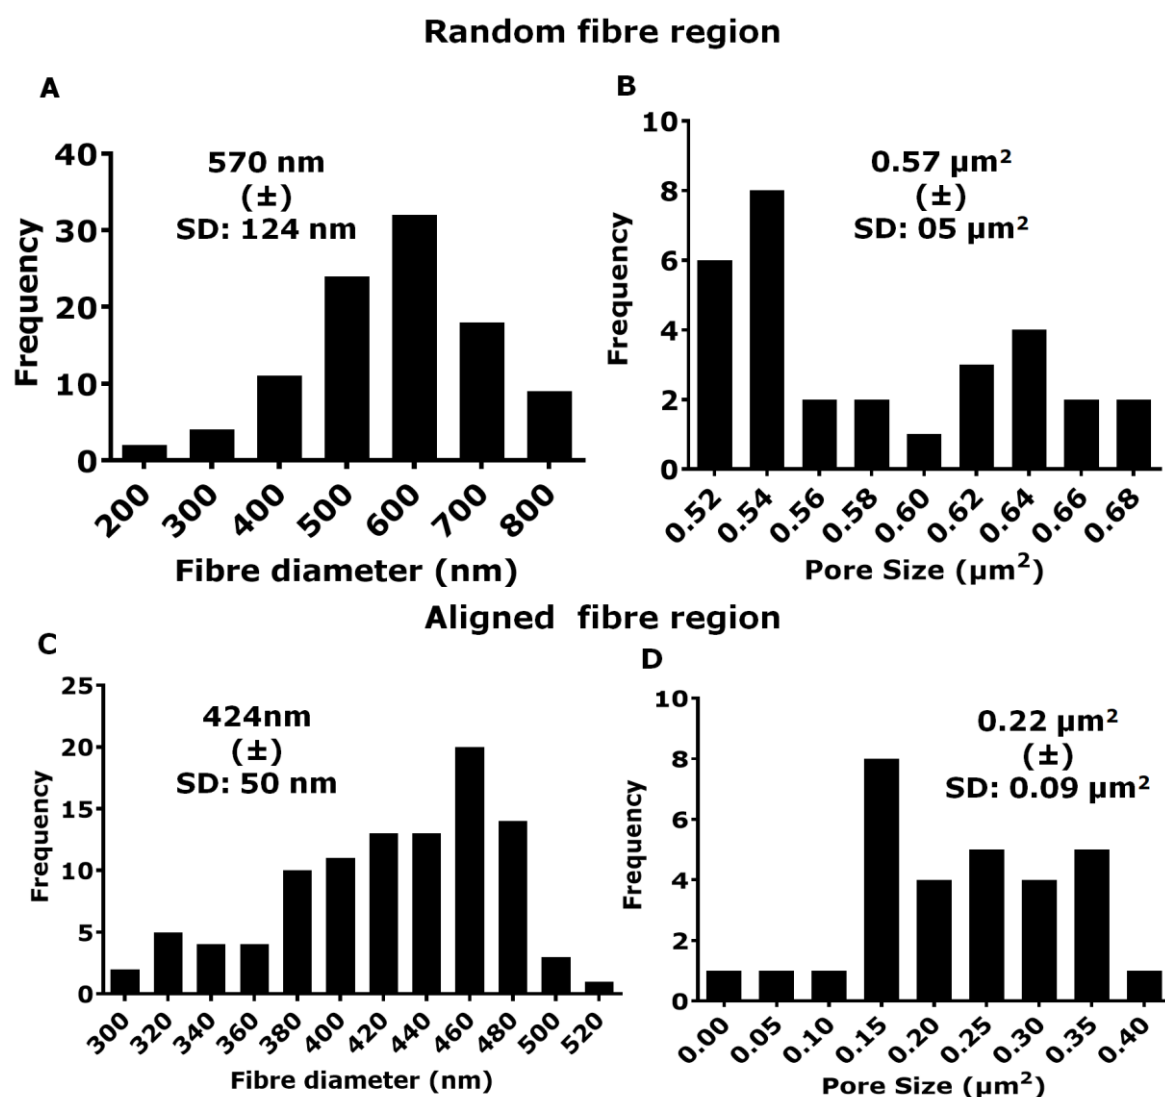 Random fibre region
A
570 nm
(±)
SD: 124 nm
Frequency
40
30
20
10
0
200 300 400 500 600 700 800
Fibre diameter (nm)
B
0.57 µm²
(±)
SD: 05 µm²
Frequency
10
8
6
4
2
0
0.52 0.54 0.56 0.58 0.60 0.62 0.64 0.66 0.68
Pore Size (µm²)
Aligned fibre region
C
424nm
(±)
SD: 50 nm
Frequency
25
20
15
10
5
0
300 320 340 360 380 400 420 440 460 480 500 520
Fibre diameter (nm)
D
0.22 µm²
(±)
SD: 0.09 µm²
Frequency
10
8
6
4
2
0
0.00 0.05 0.10 0.15 0.20 0.25 0.30 0.35 0.40
Pore Size (µm²)